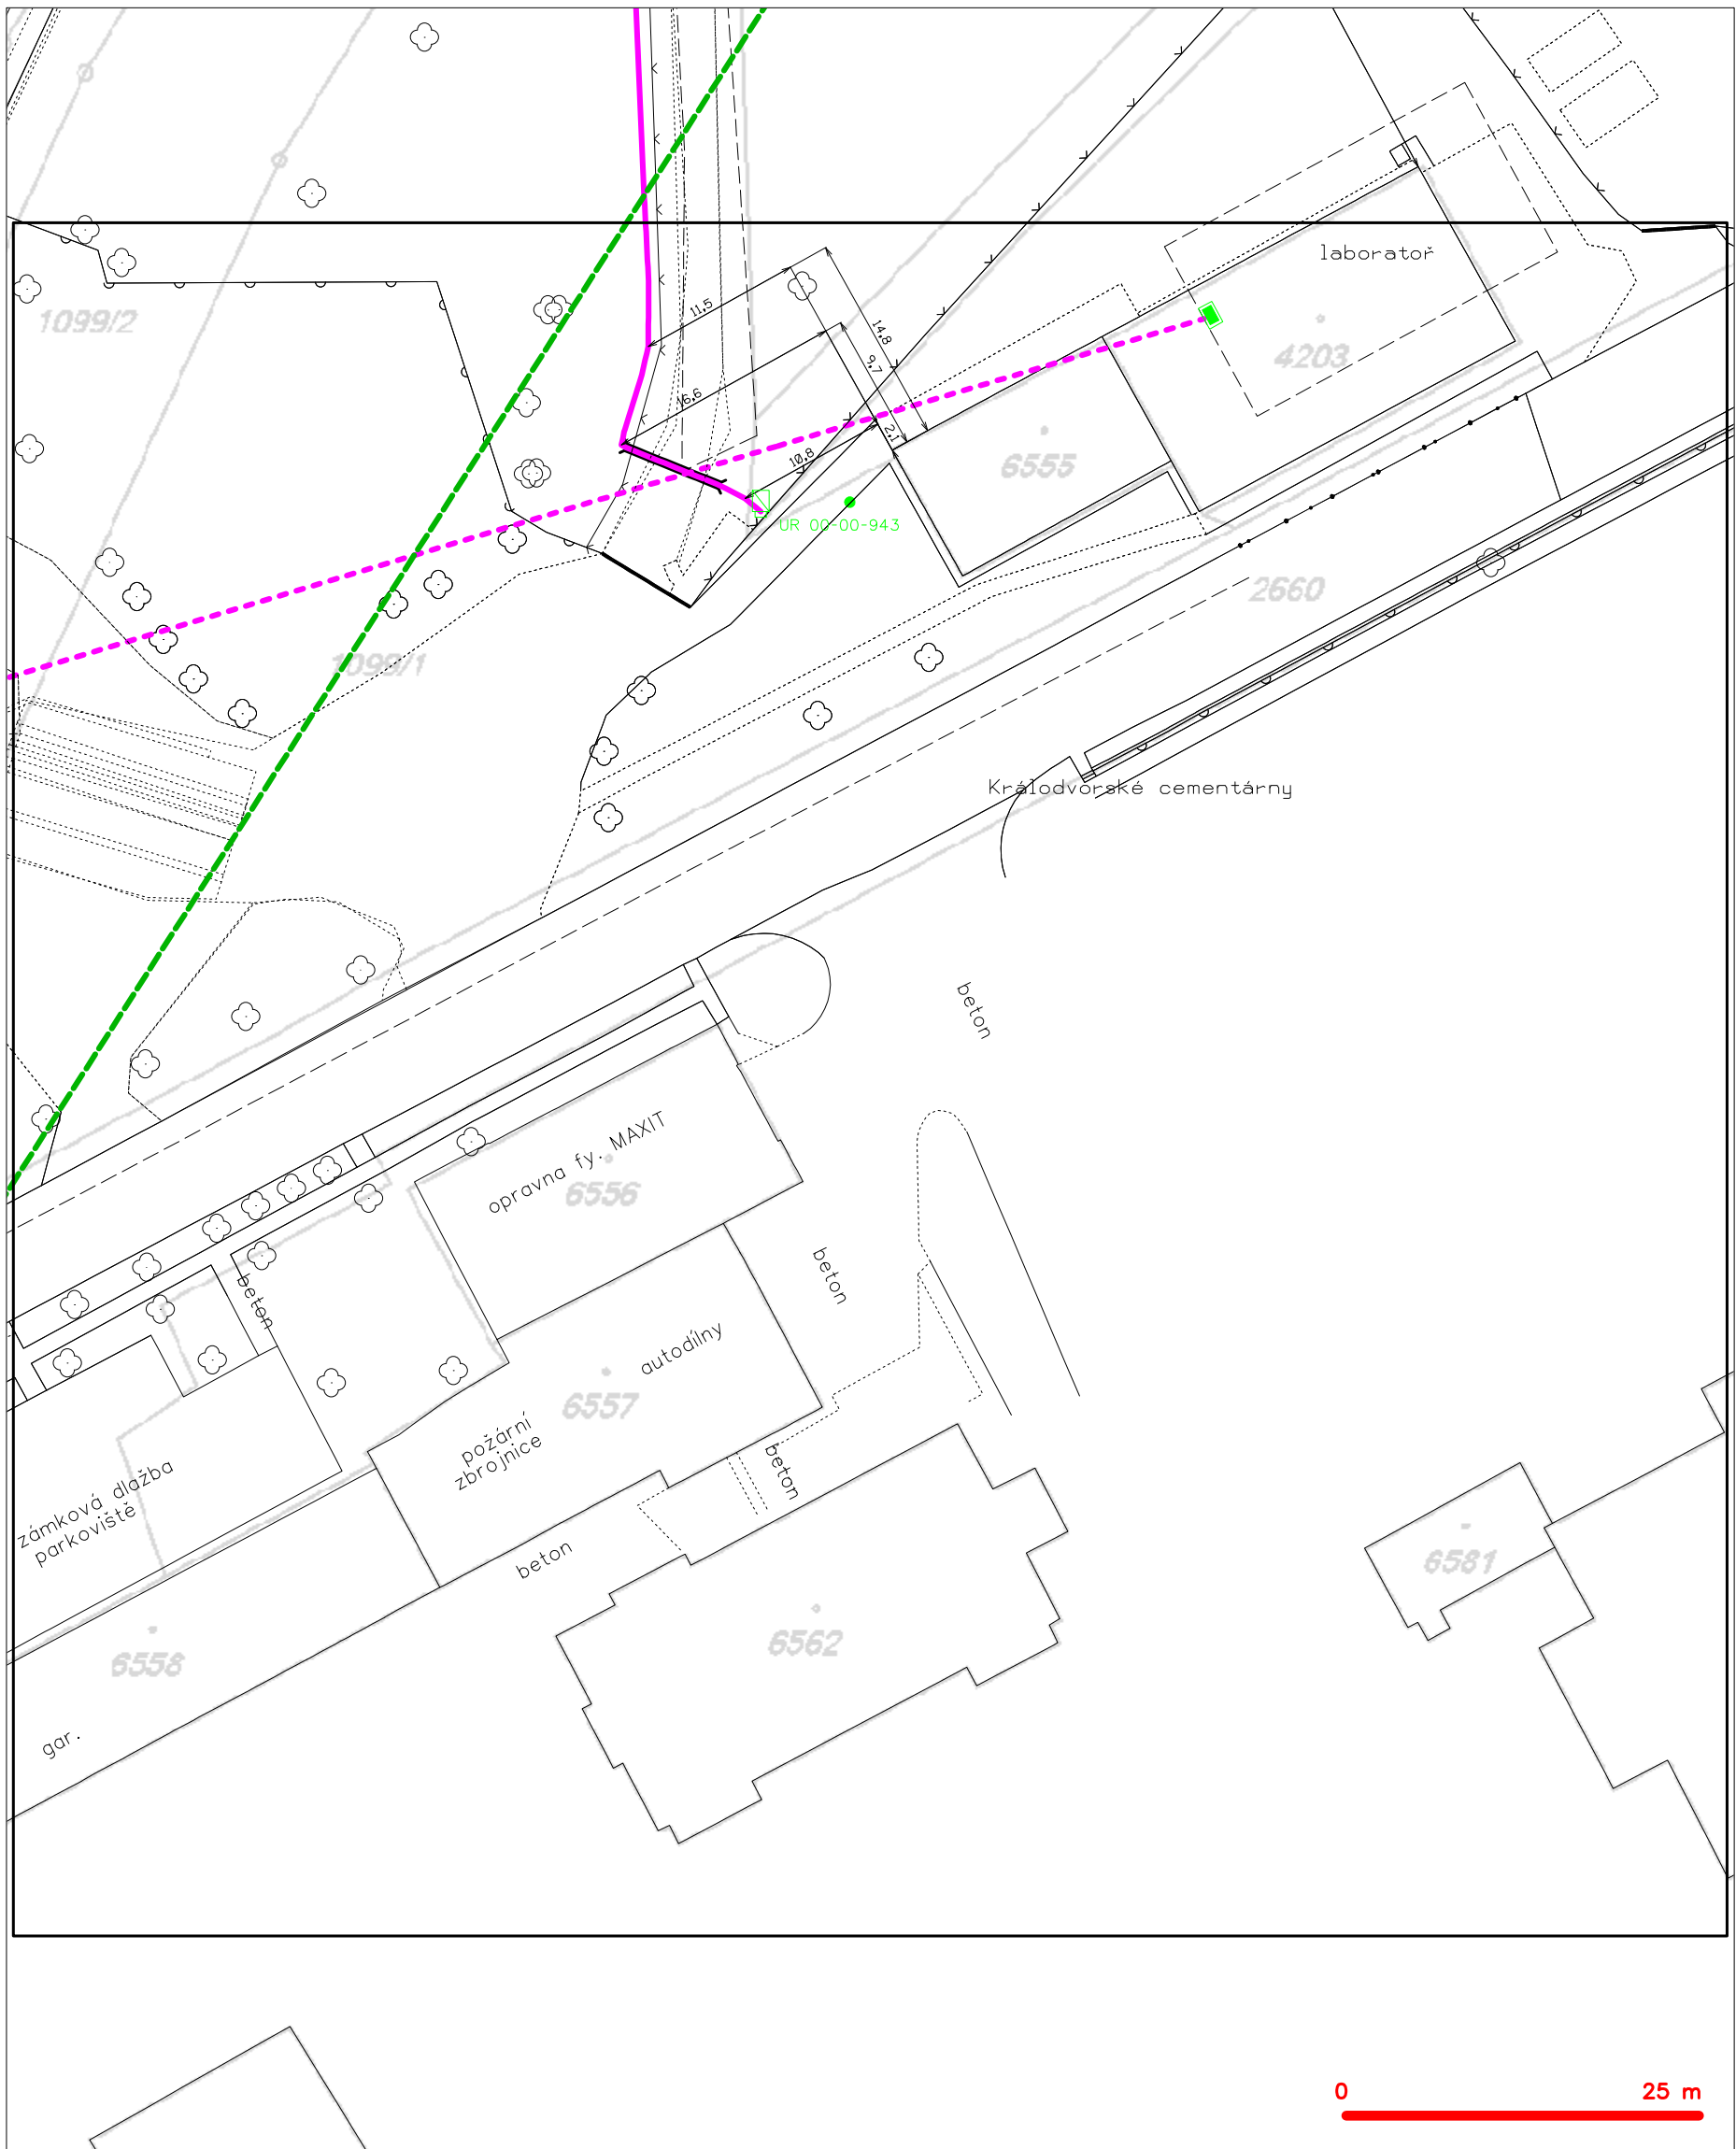 laboratoř
1099/2
11,5
14,8
4203
9,7
16,6
2,1
10,8
6555
ÚR 00-00-943
2660
1099/1
Královodvorské cementárny
beton
opravna fy. MAXIT
6556
beton
beton
autodílny
6557
požární
zbrojnice
beton
zámková dlažba
parkoviště
beton
6581
6562
6558
gar.
0 25 m